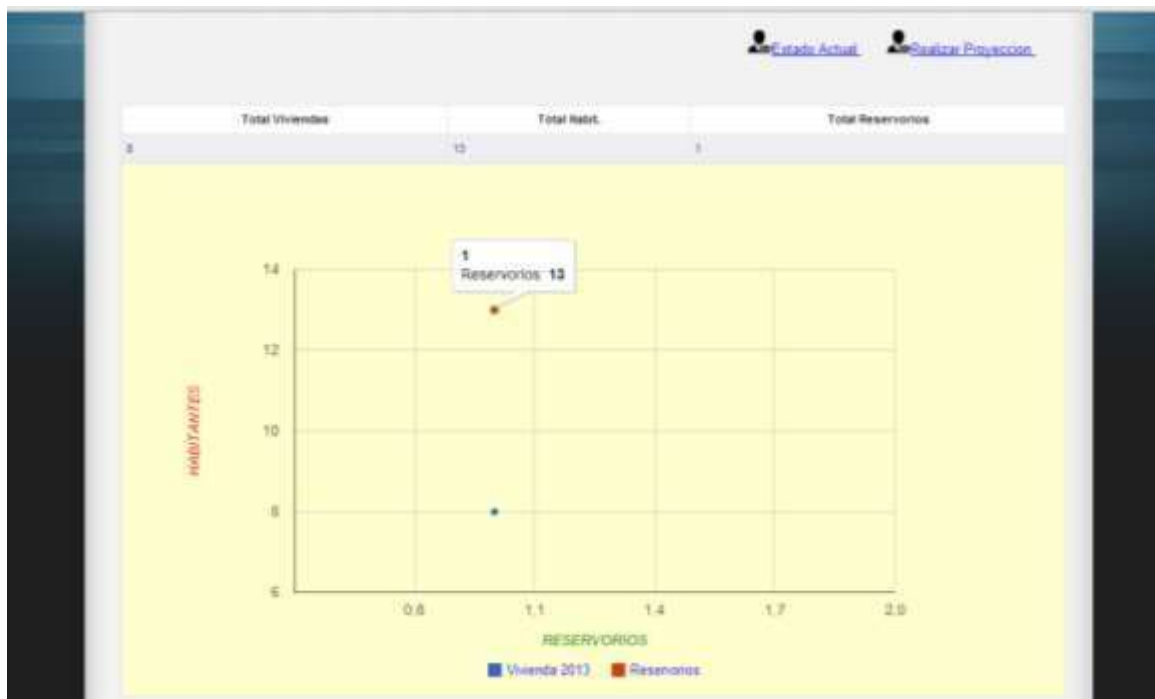 Estado Actual Realizar Proyeccion
Total Viviendas Total Habit. Total Reservorios
8 13 1
1
Reservorios: 13
14
12
10
8
6
HABITANTES
0.8 1.1 1.4 1.7 2.0
RESERVORIOS
Vivienda 2013 Reservorios